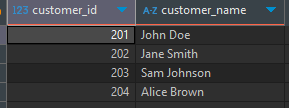 123 customer_id A-Z customer_name
201 John Doe
202 Jane Smith
203 Sam Johnson
204 Alice Brown